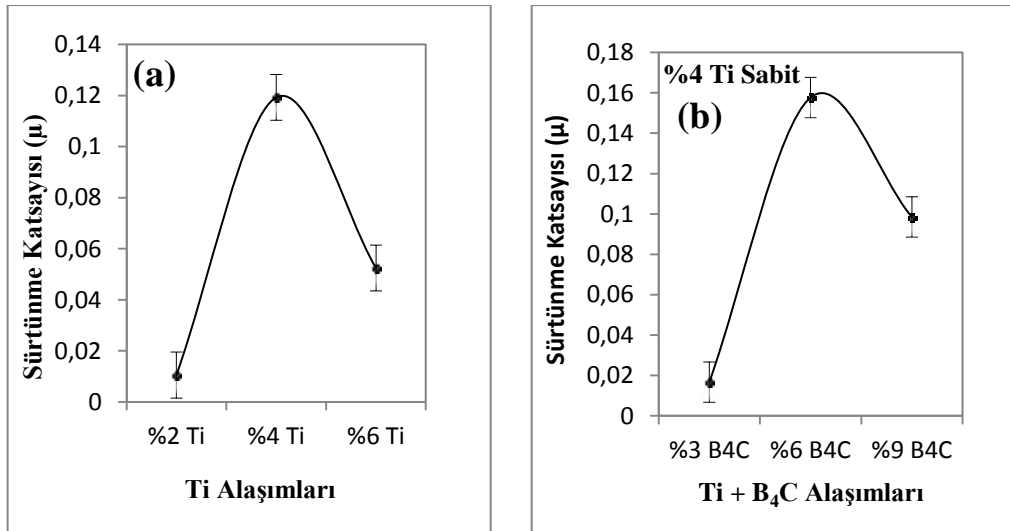 (a)
Sürtünme Katsayısı (µ)
0,14
0,12
0,1
0,08
0,06
0,04
0,02
0
%2 Ti %4 Ti %6 Ti
Ti Alaşımları
%4 Ti Sabit
(b)
Sürtünme Katsayısı (µ)
0,18
0,16
0,14
0,12
0,1
0,08
0,06
0,04
0,02
0
%3 B4C %6 B4C %9 B4C
Ti + B₄C Alaşımları